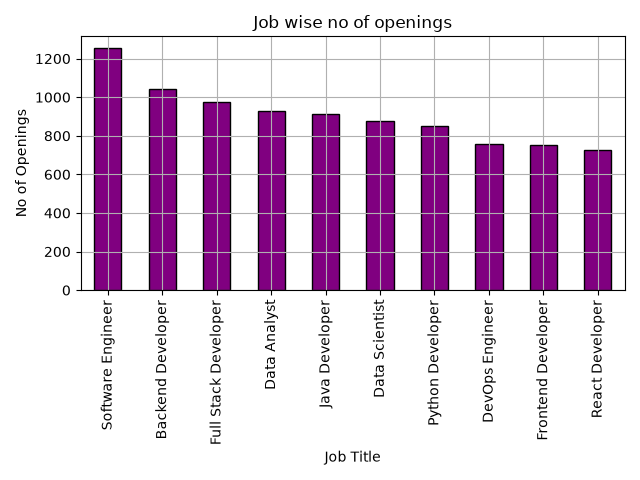 Job wise no of openings
No of Openings
1200
1000
800
600
400
200
0
Software Engineer
Backend Developer
Full Stack Developer
Data Analyst
Java Developer
Data Scientist
Python Developer
DevOps Engineer
Frontend Developer
React Developer
Job Title